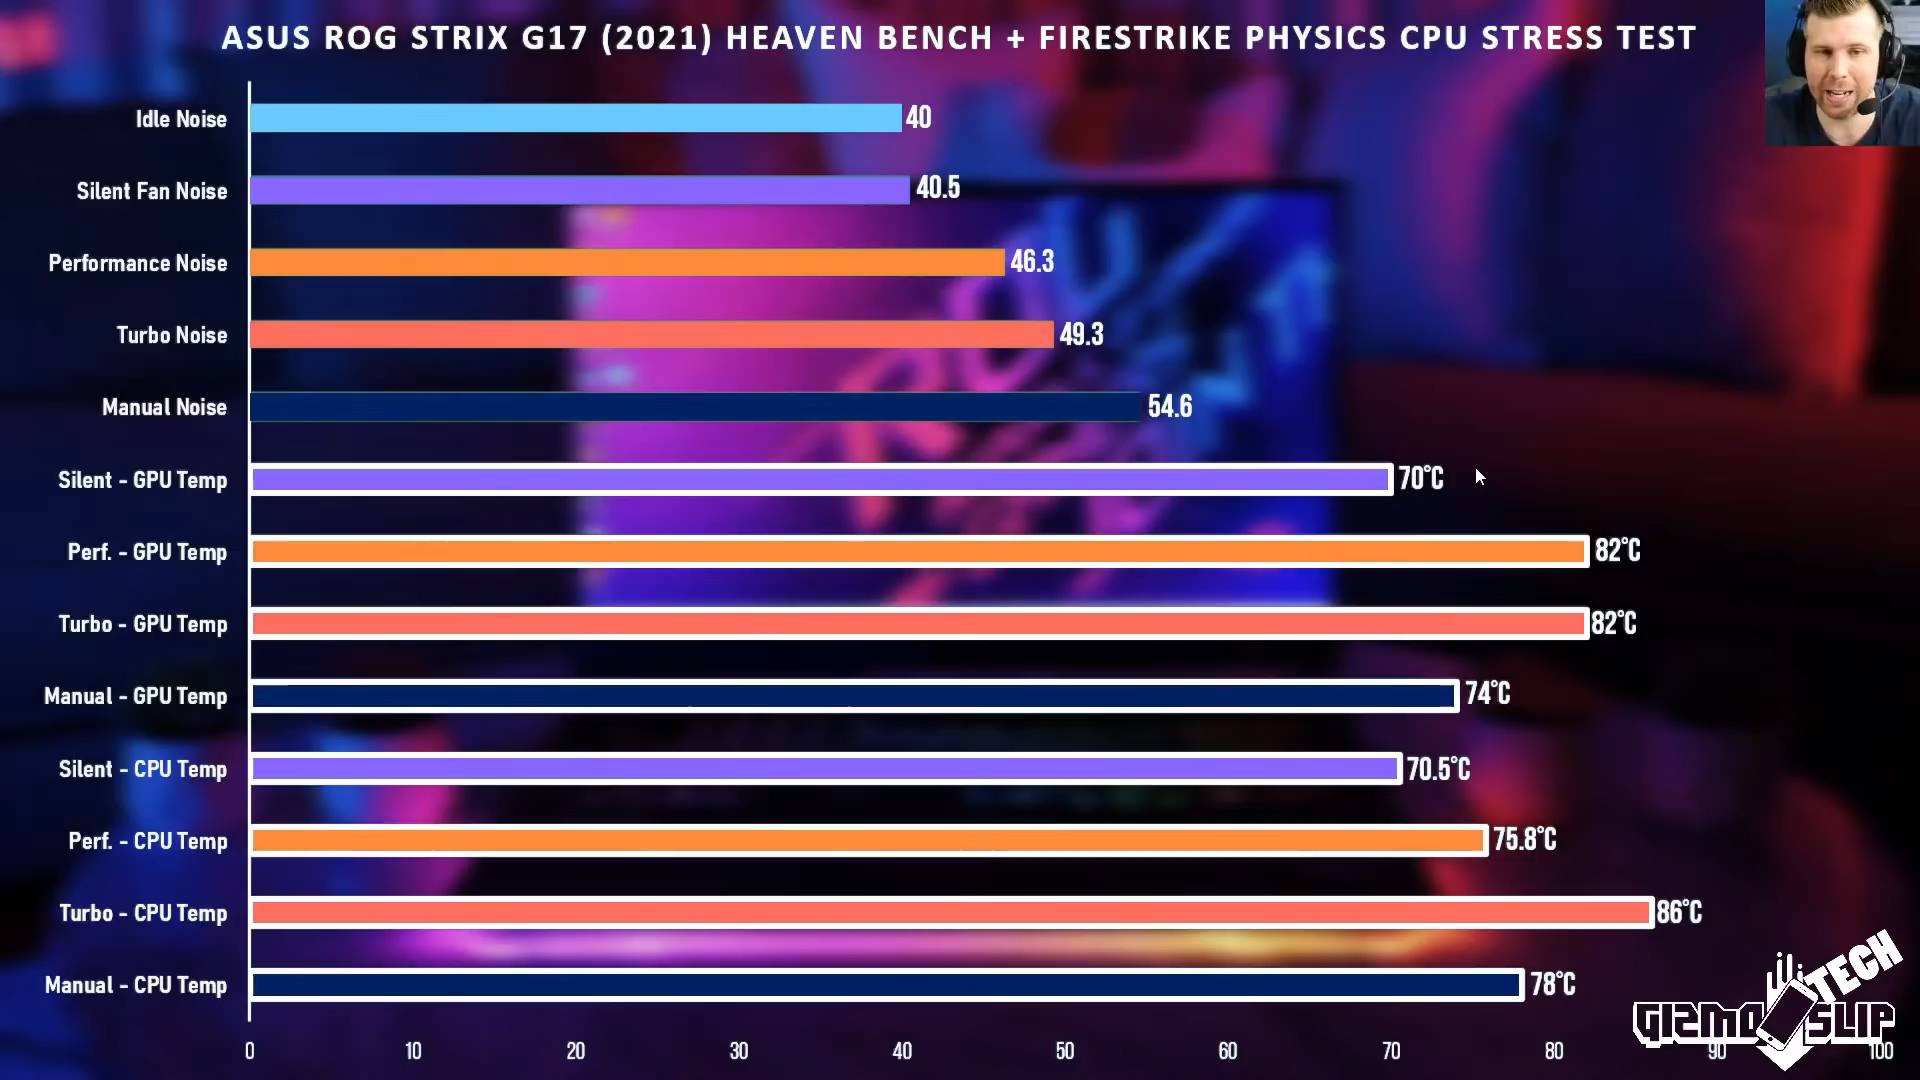 ASUS ROG STRIX G17 (2021) HEAVEN BENCH + FIRESTRIKE PHYSICS CPU STRESS TEST
Idle Noise 40
Silent Fan Noise 40.5
Performance Noise 46.3
Turbo Noise 49.3
Manual Noise 54.6
Silent - GPU Temp 70°C
Perf. - GPU Temp 82°C
Turbo - GPU Temp 82°C
Manual - GPU Temp 74°C
Silent - CPU Temp 70.5°C
Perf. - CPU Temp 75.8°C
Turbo - CPU Temp 86°C
Manual - CPU Temp 78°C
0 10 20 30 40 50 60 70 80 90 100
TECH
GIZMO SLIP